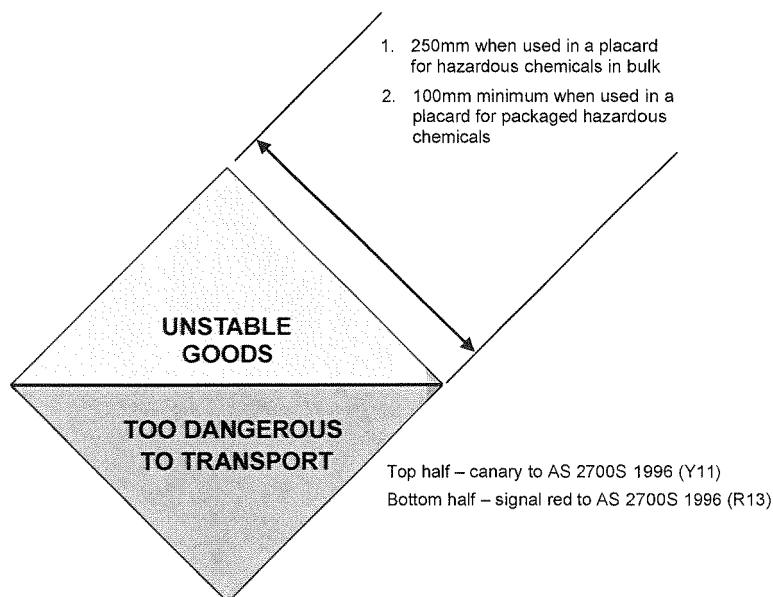 1. 250mm when used in a placard
for hazardous chemicals in bulk
2. 100mm minimum when used in a
placard for packaged hazardous
chemicals
UNSTABLE
GOODS
TOO DANGEROUS
TO TRANSPORT
Top half – canary to AS 2700S 1996 (Y11)
Bottom half – signal red to AS 2700S 1996 (R13)